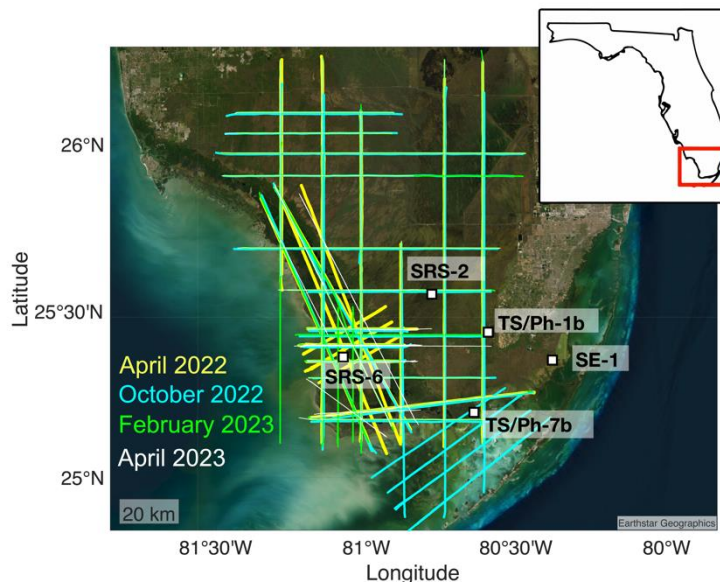 26°N
25°30'N
25°N
Latitude
SRS-2
TS/Ph-1b
SE-1
SRS-6
TS/Ph-7b
April 2022
October 2022
February 2023
April 2023
20 km
Earthstar Geographics
81°30'W
81°W
80°30'W
80°W
Longitude